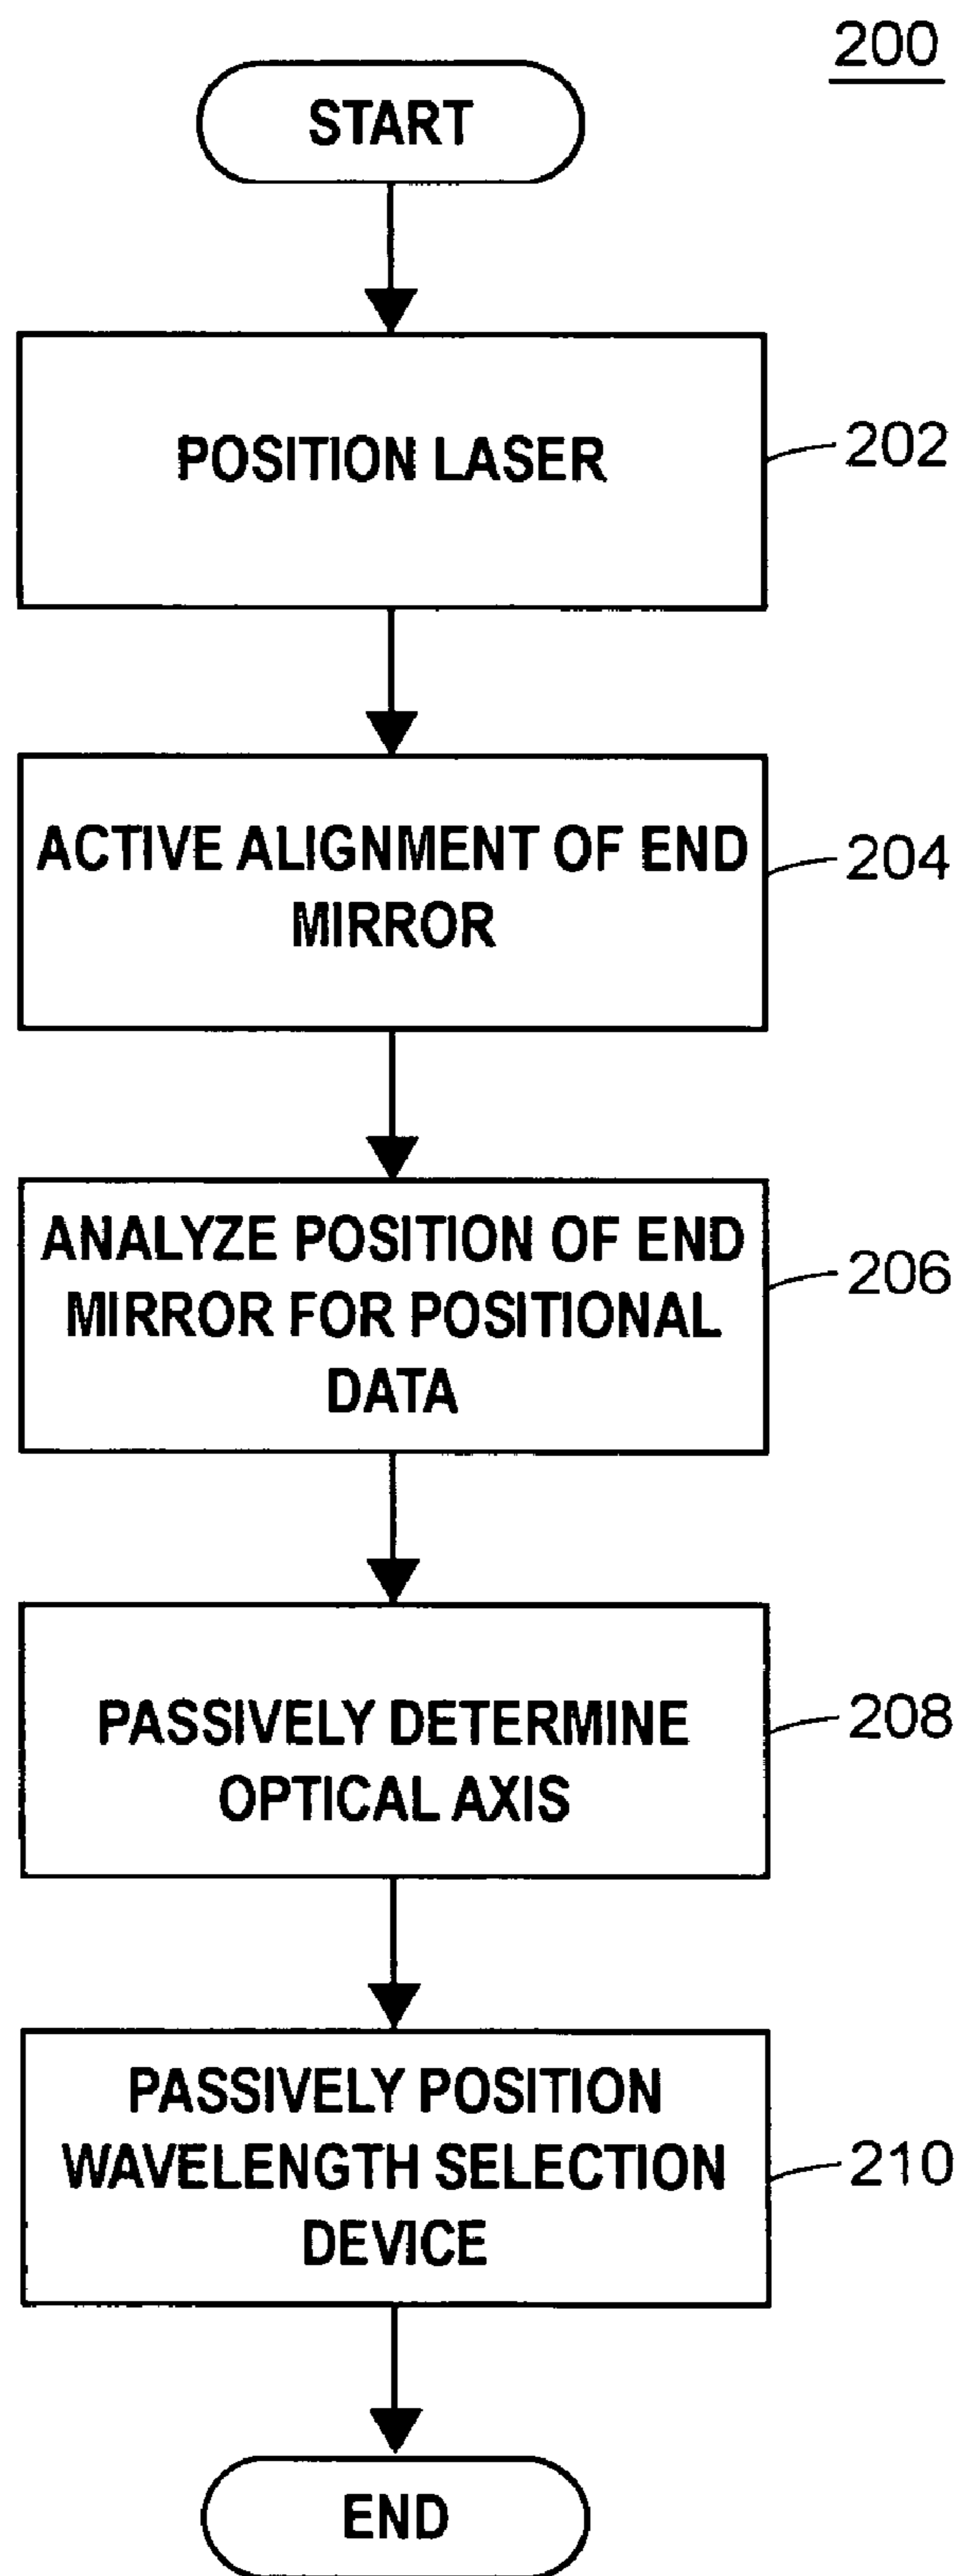 200
START
POSITION LASER
202
ACTIVE ALIGNMENT OF END
MIRROR
204
ANALYZE POSITION OF END
MIRROR FOR POSITIONAL
DATA
206
PASSIVELY DETERMINE
OPTICAL AXIS
208
PASSIVELY POSITION
WAVELENGTH SELECTION
DEVICE
210
END